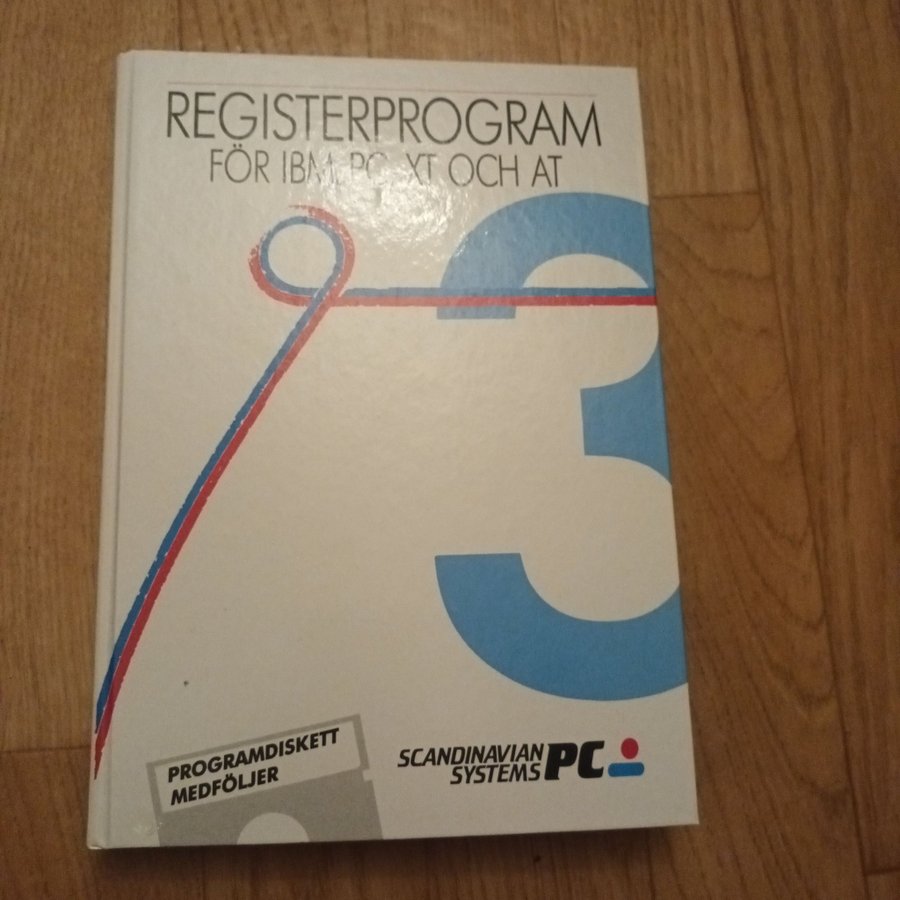 REGISTERPROGRAM
FÖR IBM, PC, XT OCH AT
3
PROGRAMDISKETT
MEDFÖLJER
SCANDINAVIAN
SYSTEMS PC